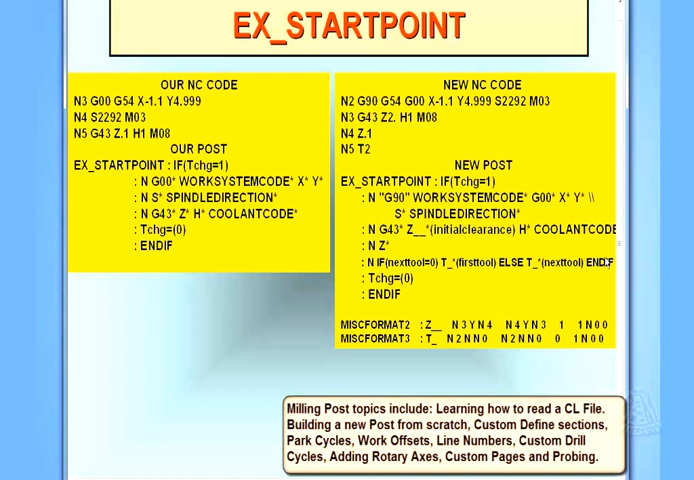 EX_STARTPOINT
OUR NC CODE
N3 G00 G54 X-1.1 Y4.999
N4 S2292 M03
N5 G43 Z.1 H1 M08
OUR POST
EX_STARTPOINT : IF(Tchg=1)
: N G00* WORKSYSTEMCODE* X* Y*
: N S* SPINDLEDIRECTION*
: N G43* Z* H* COOLANTCODE*
: Tchg=(0)
: ENDIF
NEW NC CODE
N2 G90 G54 G00 X-1.1 Y4.999 S2292 M03
N3 G43 Z2. H1 M08
N4 Z.1
N5 T2
NEW POST
EX_STARTPOINT : IF(Tchg=1)
: N "G90" WORKSYSTEMCODE* G00* X* Y* \\
S* SPINDLEDIRECTION*
: N G43* Z__*(initialclearance) H* COOLANTCODE
: N Z*
: N IF(nexttool=0) T_*(firsttool) ELSE T_*(nexttool) ENDIF
: Tchg=(0)
: ENDIF
MISCFORMAT2 : Z__ N 3 Y N 4 N 4 Y N 3 1 1 N 0 0
MISCFORMAT3 : T_ N 2 N N 0 N 2 N N 0 0 1 N 0 0
Milling Post topics include: Learning how to read a CL File.
Building a new Post from scratch, Custom Define sections,
Park Cycles, Work Offsets, Line Numbers, Custom Drill
Cycles, Adding Rotary Axes, Custom Pages and Probing.